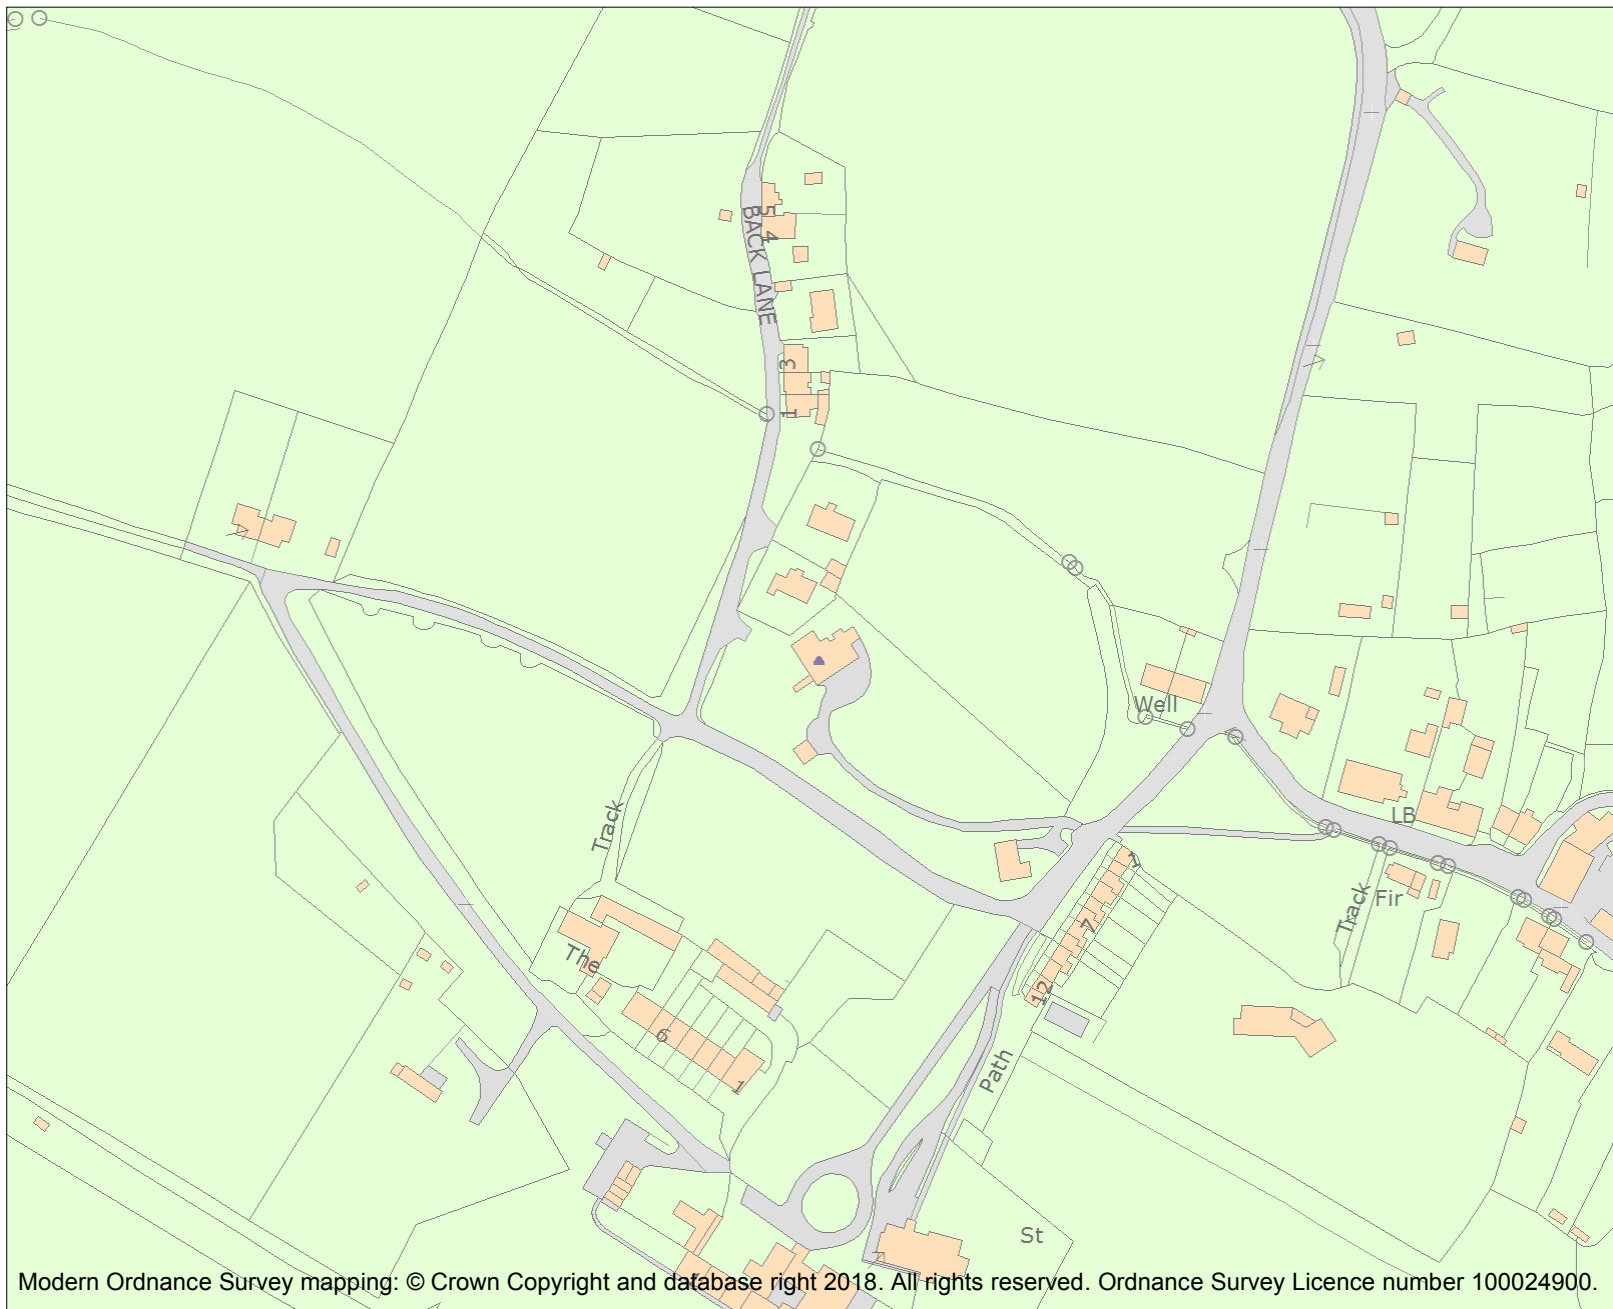 5
4
BACK LANE
3
1
Well
LB
Track
1
Fir
Track
7
The
12
6
Path
1
St
Modern Ordnance Survey mapping: © Crown Copyright and database right 2018. All rights reserved. Ordnance Survey Licence number 100024900.